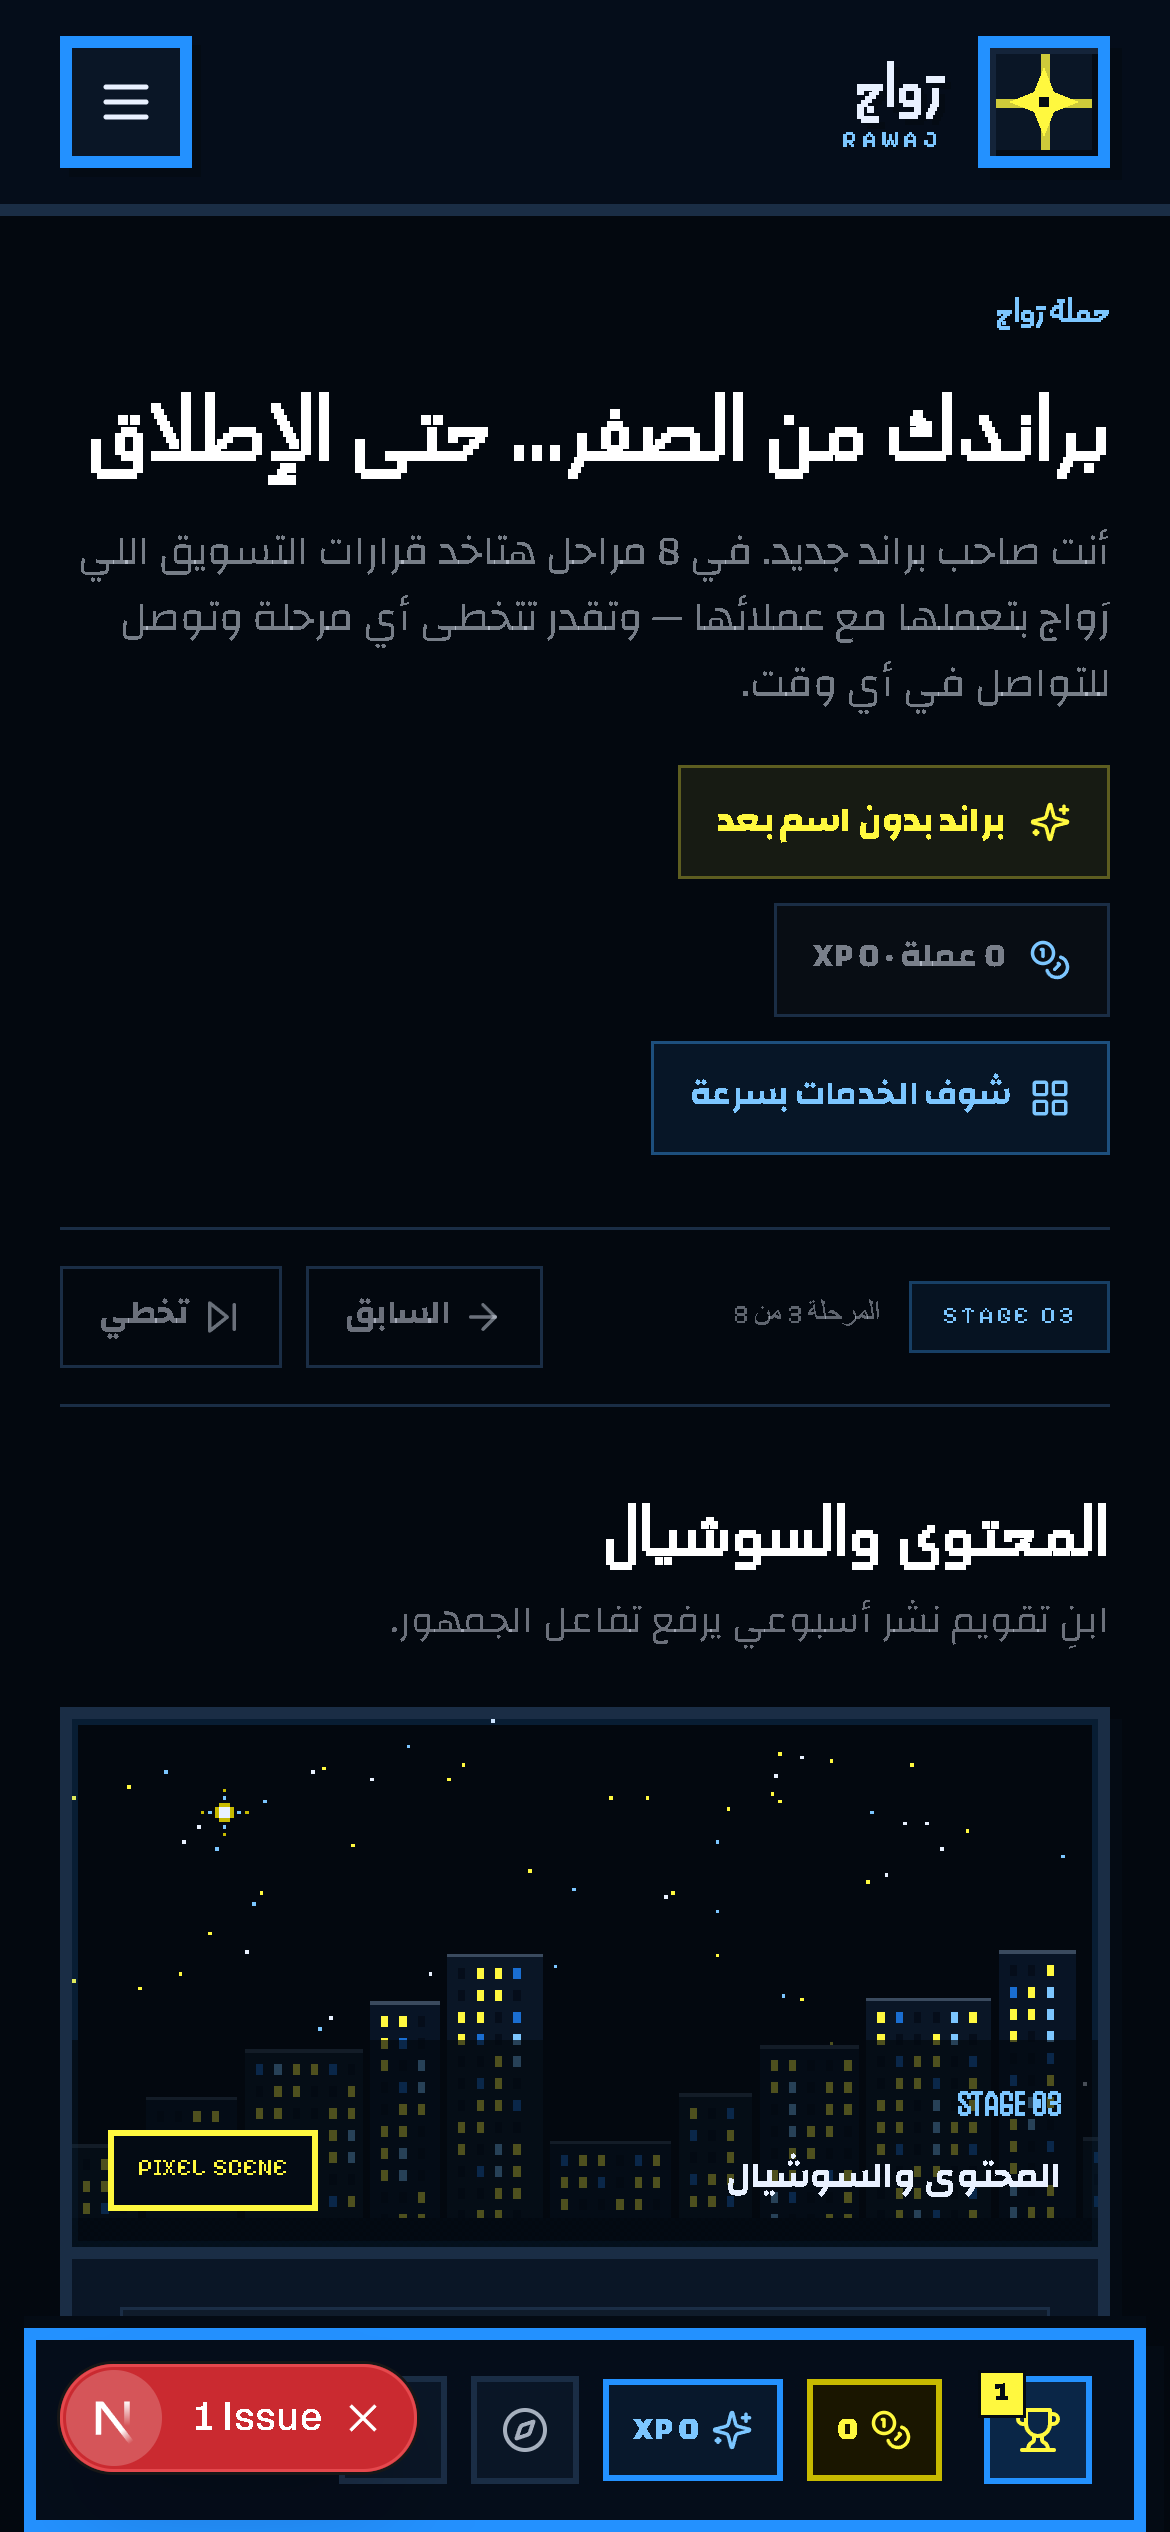 رَواج
RAWAJ
حملة رَواج
براندك من الصفر... حتى الإطلاق
أنت صاحب براند جديد. في 8 مراحل هتاخد قرارات التسويق اللي
رَواج بتعملها مع عملائها — وتقدر تتخطى أي مرحلة وتوصل
للتواصل في أي وقت.
براند بدون اسم بعد
0 عملة · XP 0
شوف الخدمات بسرعة
STAGE 03
المرحلة 3 من 8
السابق
تخطي
المحتوى والسوشيال
ابنِ تقويم نشر أسبوعي يرفع تفاعل الجمهور.
STAGE 03
المحتوى والسوشيال
PIXEL SCENE
1
0
XP 0
1 Issue